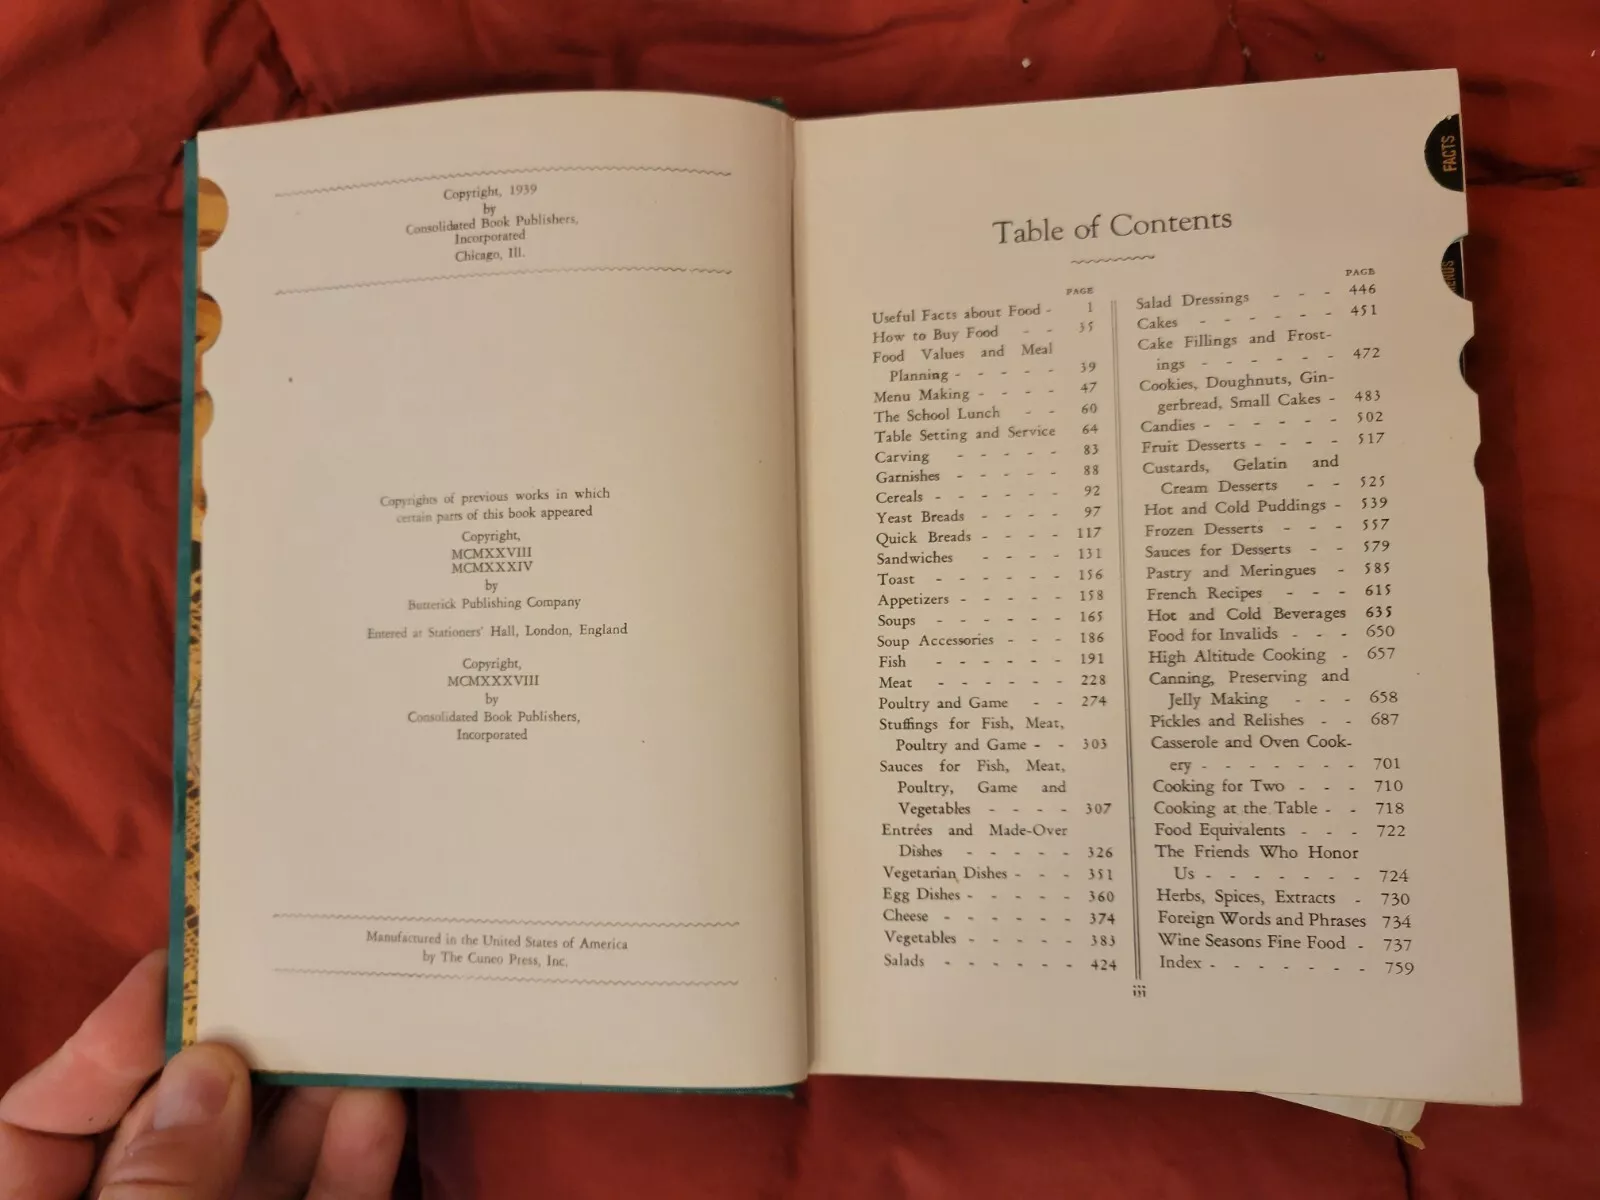 Copyright, 1939
by
Consolidated Book Publishers,
Incorporated
Chicago, Ill.
Copyrights of previous works in which
certain parts of this book appeared
Copyright,
MCMXXVIII
MCMXXXIV
by
Butterick Publishing Company
Entered at Stationers' Hall, London, England
Copyright,
MCMXXXVIII
by
Consolidated Book Publishers,
Incorporated
Manufactured in the United States of America
by The Cuneo Press, Inc.
Table of Contents
PAGE
Useful Facts about Food - 1
How to Buy Food - - 35
Food Values and Meal
Planning - - - - - 39
Menu Making - - - - 47
The School Lunch - - 60
Table Setting and Service 64
Carving - - - - - 83
Garnishes - - - - - 88
Cereals - - - - - - 92
Yeast Breads - - - - 97
Quick Breads - - - - 117
Sandwiches - - - - 131
Toast - - - - - - 156
Appetizers - - - - - 158
Soups - - - - - - 165
Soup Accessories - - - 186
Fish - - - - - - 191
Meat - - - - - - 228
Poultry and Game - - 274
Stuffings for Fish, Meat,
Poultry and Game - - 303
Sauces for Fish, Meat,
Poultry, Game and
Vegetables - - - - 307
Entrées and Made-Over
Dishes - - - - - 326
Vegetarian Dishes - - - 351
Egg Dishes - - - - - 360
Cheese - - - - - - 374
Vegetables - - - - - 383
Salads - - - - - - 424
PAGE
Salad Dressings - - - 446
Cakes - - - - - - 451
Cake Fillings and Frost-
ings - - - - - - 472
Cookies, Doughnuts, Gin-
gerbread, Small Cakes - 483
Candies - - - - - - 502
Fruit Desserts - - - - 517
Custards, Gelatin and
Cream Desserts - - 525
Hot and Cold Puddings - 539
Frozen Desserts - - - 557
Sauces for Desserts - - 579
Pastry and Meringues - 585
French Recipes - - - 615
Hot and Cold Beverages 635
Food for Invalids - - - 650
High Altitude Cooking - 657
Canning, Preserving and
Jelly Making - - - 658
Pickles and Relishes - - 687
Casserole and Oven Cook-
ery - - - - - - - 701
Cooking for Two - - - 710
Cooking at the Table - - 718
Food Equivalents - - - 722
The Friends Who Honor
Us - - - - - - - 724
Herbs, Spices, Extracts - 730
Foreign Words and Phrases 734
Wine Seasons Fine Food - 737
Index - - - - - - - 759
iii
FACTS